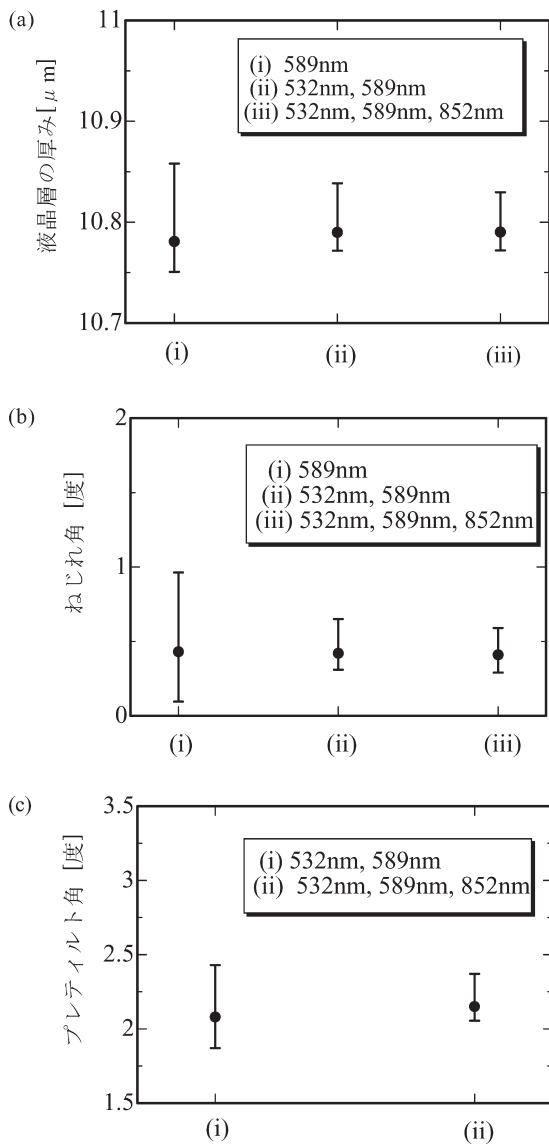 (a)
液晶層の厚み[μm]
11
10.9
10.8
10.7
(i) 589nm
(ii) 532nm, 589nm
(iii) 532nm, 589nm, 852nm
(i)
(ii)
(iii)
(b)
ねじれ角 [度]
2
1
0
(i) 589nm
(ii) 532nm, 589nm
(iii) 532nm, 589nm, 852nm
(i)
(ii)
(iii)
(c)
プレティルト角 [度]
3.5
3
2.5
2
1.5
(i) 532nm, 589nm
(ii) 532nm, 589nm, 852nm
(i)
(ii)